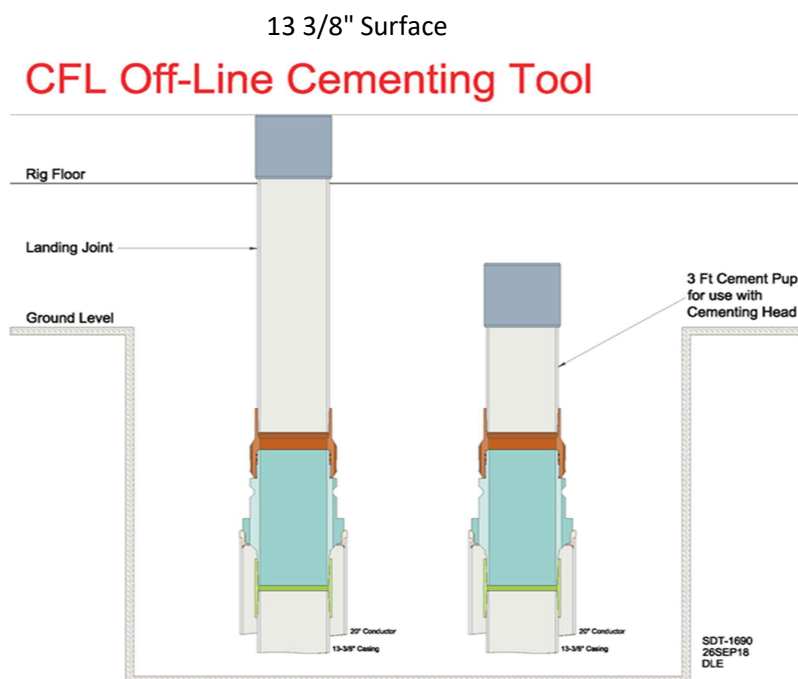 13 3/8" Surface
CFL Off-Line Cementing Tool
Rig Floor
Landing Joint
Ground Level
3 Ft Cement Pup
for use with
Cementing Head
20" Conductor
13-3/8" Casing
20" Conductor
13-3/8" Casing
SDT-1690
26SEP18
DLE